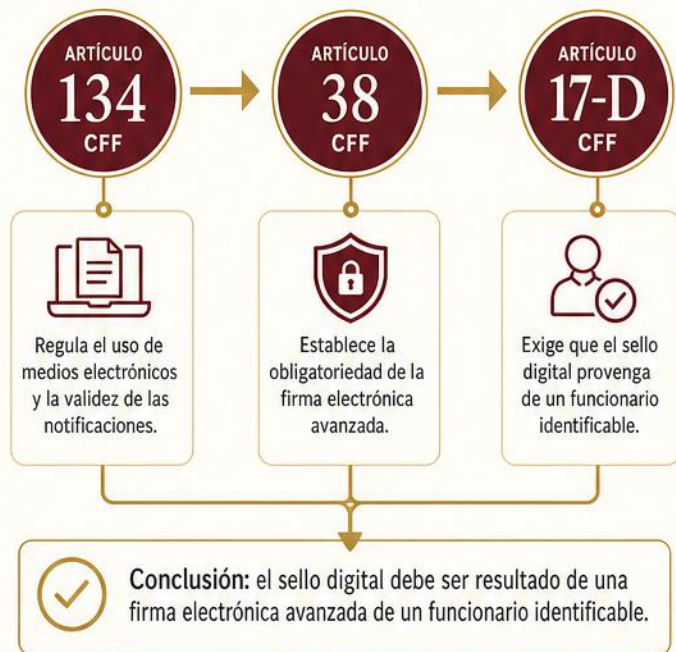 ARTÍCULO
134
CFF
ARTÍCULO
38
CFF
ARTÍCULO
17-D
CFF
Regula el uso de
medios electrónicos
y la validez de las
notificaciones.
Establece la
obligatoriedad de la
firma electrónica
avanzada.
Exige que el sello
digital provenga
de un funcionario
identificable.
Conclusión: el sello digital debe ser resultado de una
firma electrónica avanzada de un funcionario identificable.